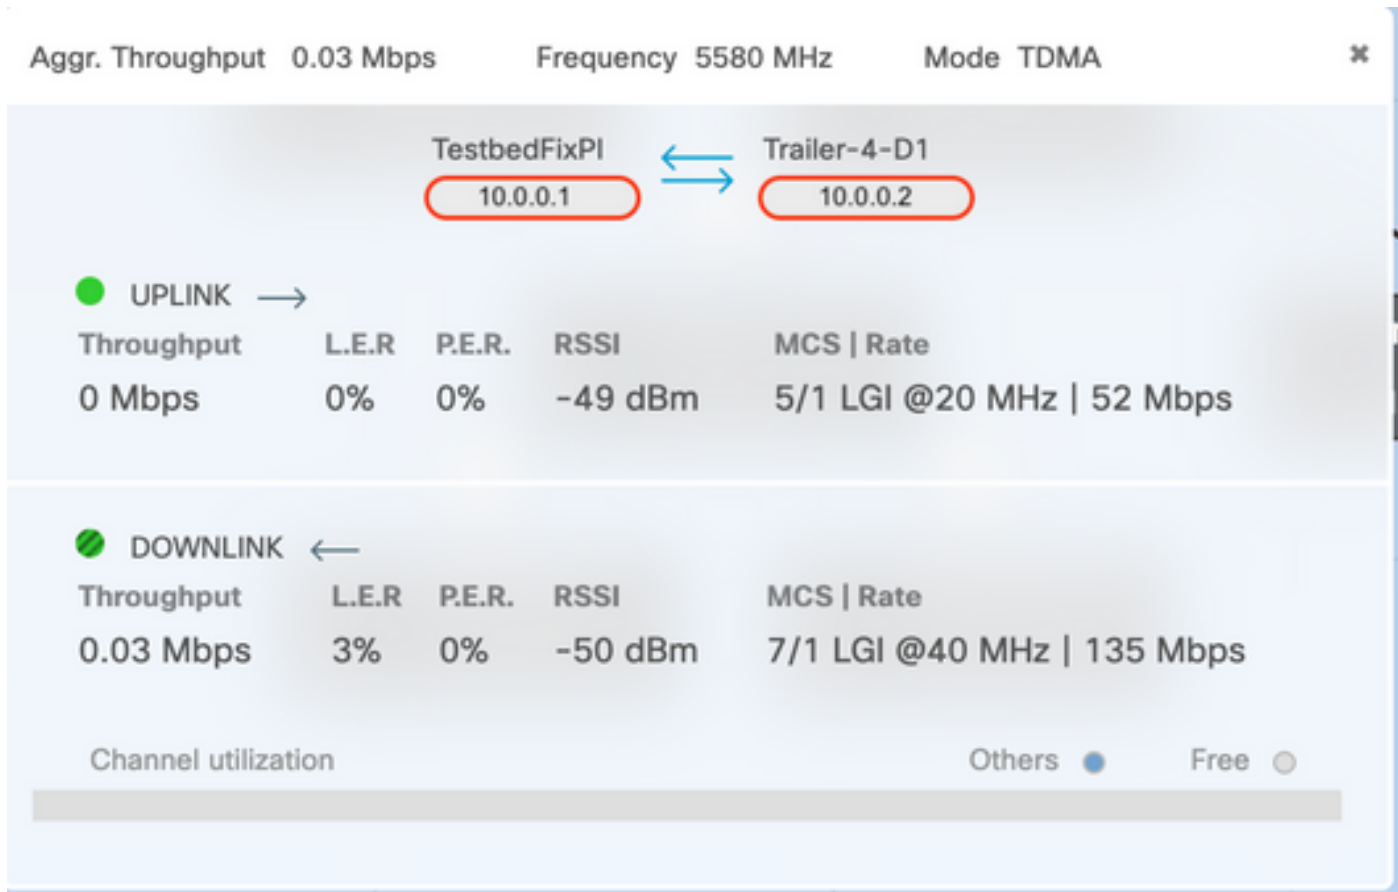 Aggr. Throughput 0.03 Mbps Frequency 5580 MHz Mode TDMA ✖
TestbedFixPI Trailer-4-D1
10.0.0.1 10.0.0.2
UPLINK
Throughput L.E.R P.E.R. RSSI MCS | Rate
0 Mbps 0% 0% -49 dBm 5/1 LGI @20 MHz | 52 Mbps
DOWNLINK
Throughput L.E.R P.E.R. RSSI MCS | Rate
0.03 Mbps 3% 0% -50 dBm 7/1 LGI @40 MHz | 135 Mbps
Channel utilization Others Free